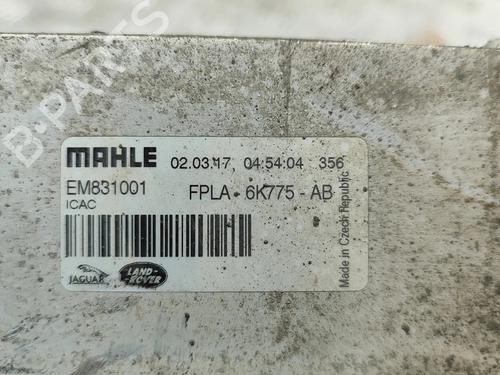 MAHLE 02.03.17 04:54:04 356
EM831001 FPLA - 6K775 - AB
ICAC
JAGUAR LAND-ROVER
Made in Czech Republic
B-PARTS